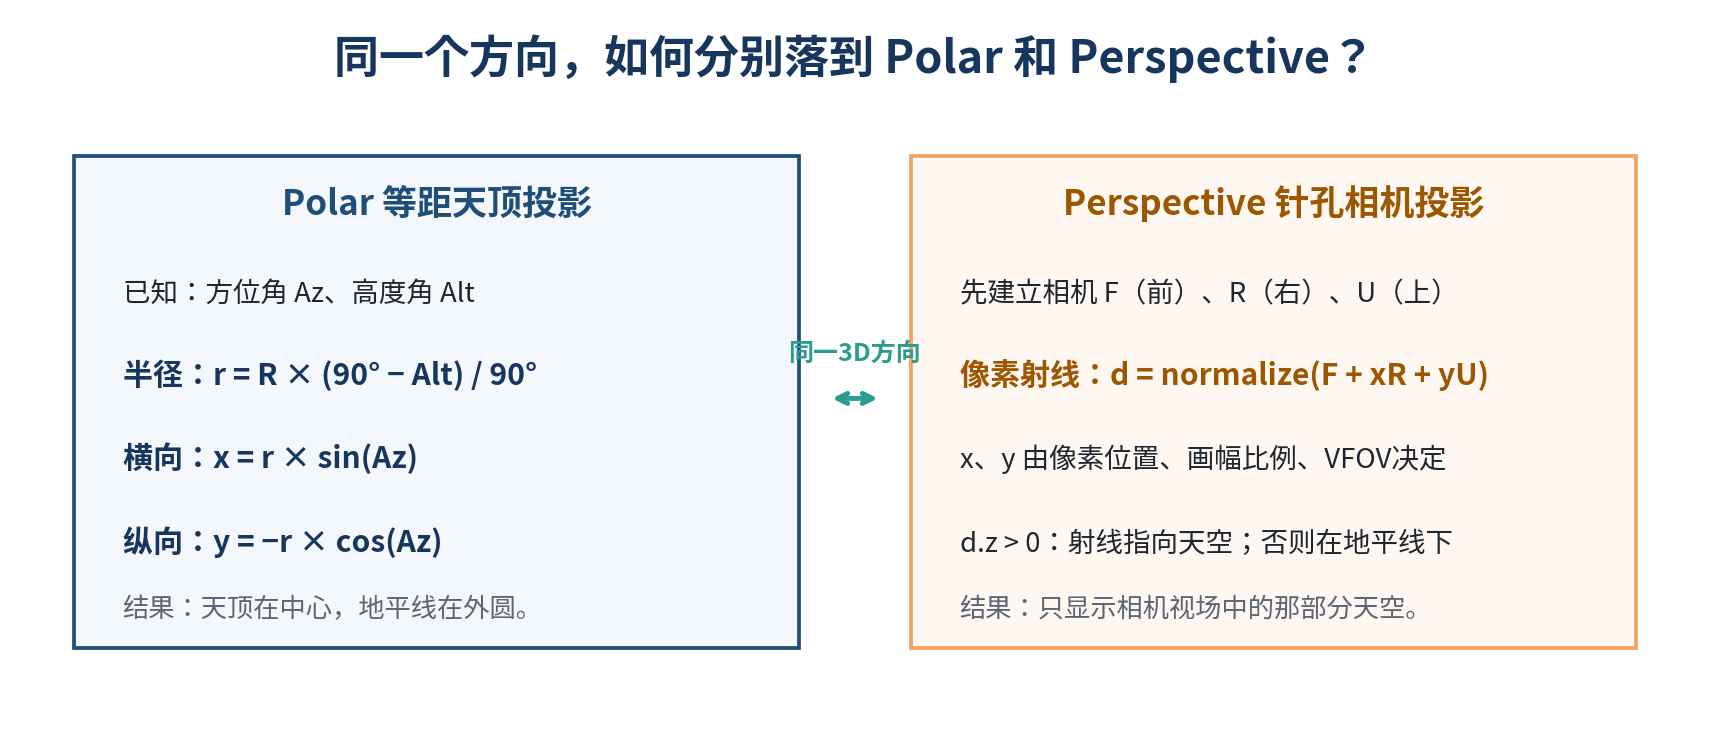 同一个方向，如何分别落到 Polar 和 Perspective？
Polar 等距天顶投影
已知：方位角 Az、高度角 Alt
半径：r = R × (90° − Alt) / 90°
横向：x = r × sin(Az)
纵向：y = −r × cos(Az)
结果：天顶在中心，地平线在外圆。
同一3D方向
Perspective 针孔相机投影
先建立相机 F（前）、R（右）、U（上）
像素射线：d = normalize(F + xR + yU)
x、y 由像素位置、画幅比例、VFOV决定
d.z > 0：射线指向天空；否则在地平线下
结果：只显示相机视场中的那部分天空。